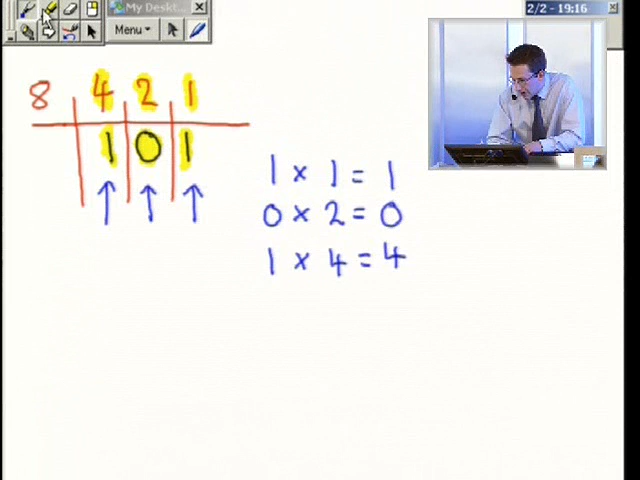 My Deskt...
2/2 - 19:16
Menu
8 4 2 1
1 0 1
1 × 1 = 1
0 × 2 = 0
1 × 4 = 4